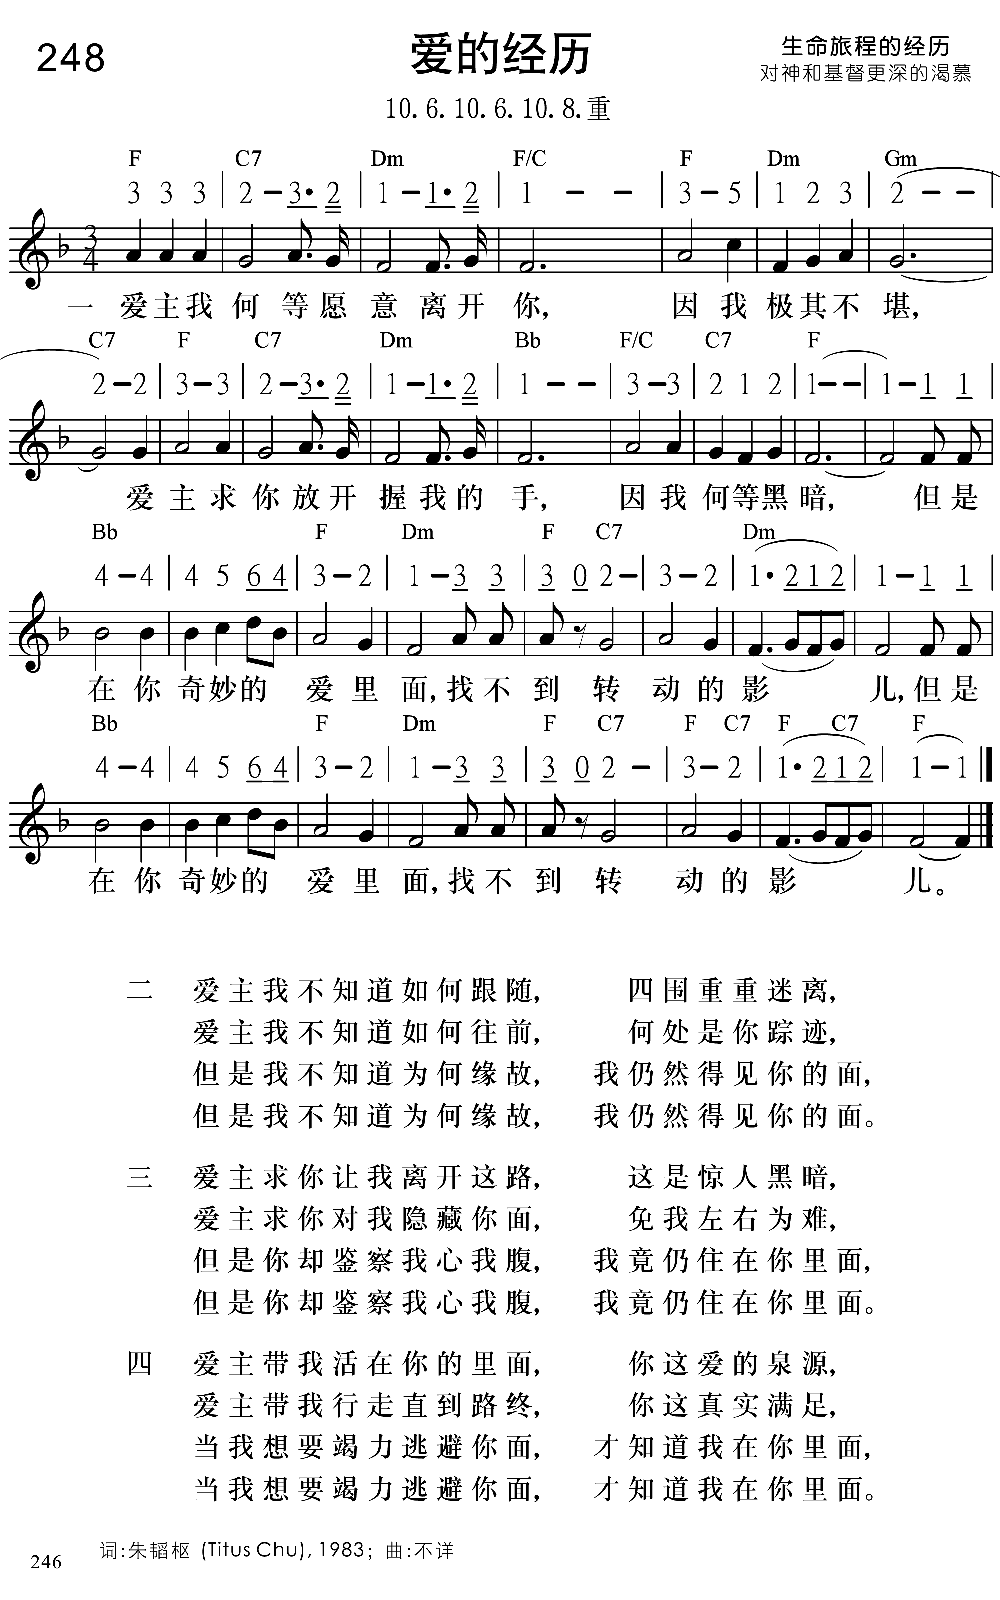 248
爱的经历
生命旅程的经历
对神和基督更深的渴慕
10.6.10.6.10.8.重
F C7 Dm F/C F Dm Gm
3 3 3 | 2 - 3• 2 | 1 - 1• 2 | 1 - - | 3 - 5 | 1 2 3 | 2 - - |
3
4
一 爱主我 何 等 愿 意 离 开 你, 因 我 极其不 堪,
C7 F C7 Dm Bb F/C C7 F
2 - 2 | 3 - 3 | 2 - 3• 2 | 1 - 1• 2 | 1 - - | 3 - 3 | 2 1 2 | 1 - - | 1 - 1 1 |
爱 主 求 你 放 开 握 我 的 手, 因 我 何等黑暗, 但是
Bb F Dm F C7 Dm
4 - 4 | 4 5 6 4 | 3 - 2 | 1 - 3 3 | 3 0 2 - | 3 - 2 | 1• 2 1 2 | 1 - 1 1 |
在 你 奇妙的 爱 里 面,找 不 到 转 动 的 影 儿,但是
Bb F Dm F C7 F C7 F C7 F
4 - 4 | 4 5 6 4 | 3 - 2 | 1 - 3 3 | 3 0 2 - | 3 - 2 | 1• 2 1 2 | 1 - 1 ‖
在 你 奇妙的 爱 里 面,找 不 到 转 动 的 影 儿。
二 爱主我不知道如何跟随, 四围重重迷离,
爱主我不知道如何往前, 何处是你踪迹,
但是我不知道为何缘故, 我仍然得见你的面,
但是我不知道为何缘故, 我仍然得见你的面。
三 爱主求你让我离开这路, 这是惊人黑暗,
爱主求你对我隐藏你面, 免我左右为难,
但是你却鉴察我心我腹, 我竟仍住在你里面,
但是你却鉴察我心我腹, 我竟仍住在你里面。
四 爱主带我活在你的里面, 你这爱的泉源,
爱主带我行走直到路终, 你这真实满足,
当我想要竭力逃避你面, 才知道我在你里面,
当我想要竭力逃避你面, 才知道我在你里面。
词:朱韬枢 (Titus Chu), 1983; 曲:不详
246